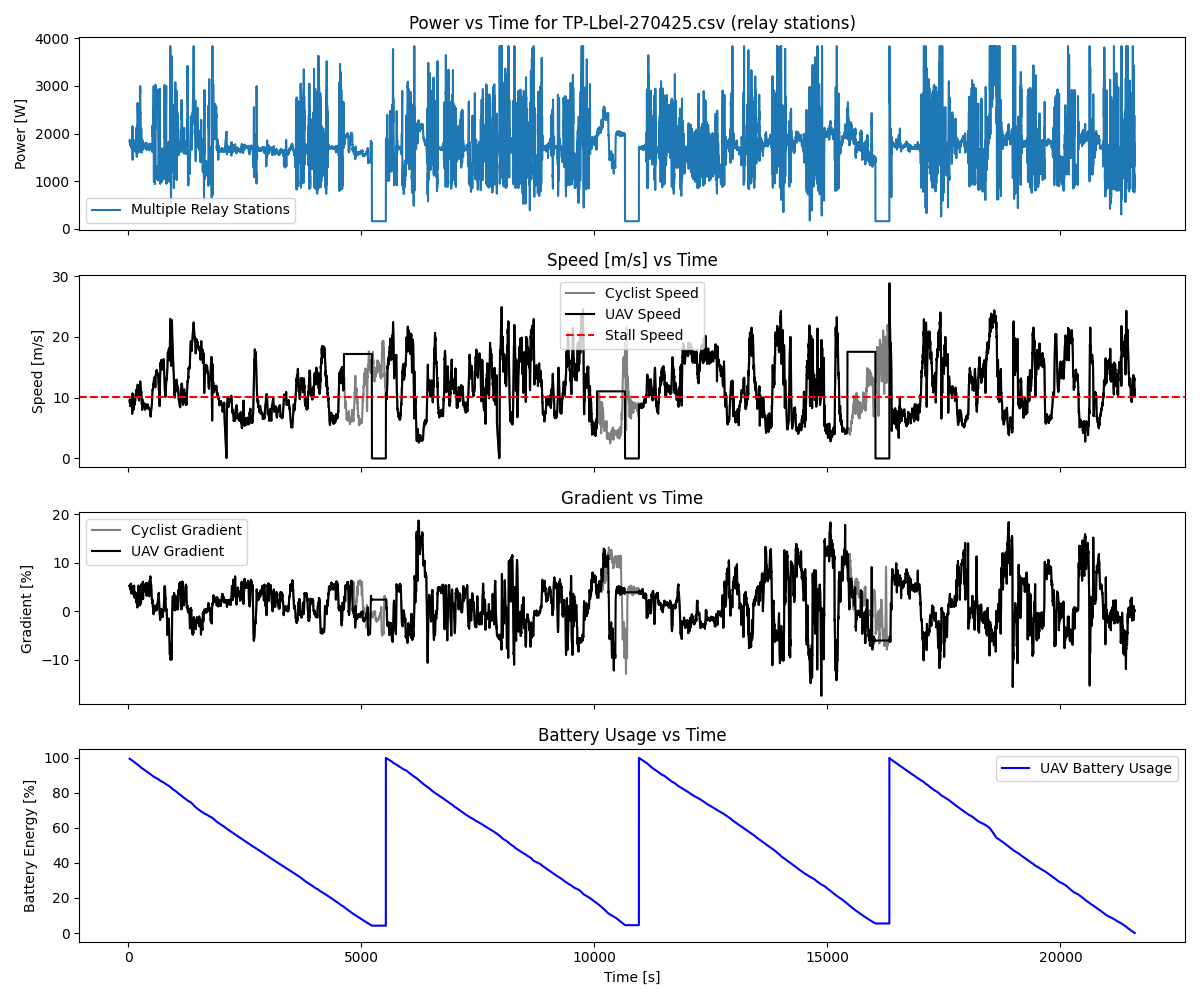 Power vs Time for TP-Lbel-270425.csv (relay stations)
4000
3000
2000
1000
0
Power [W]
Multiple Relay Stations
Speed [m/s] vs Time
30
20
10
0
Speed [m/s]
Cyclist Speed
UAV Speed
Stall Speed
Gradient vs Time
20
10
0
−10
Gradient [%]
Cyclist Gradient
UAV Gradient
Battery Usage vs Time
100
80
60
40
20
0
Battery Energy [%]
UAV Battery Usage
0 5000 10000 15000 20000
Time [s]